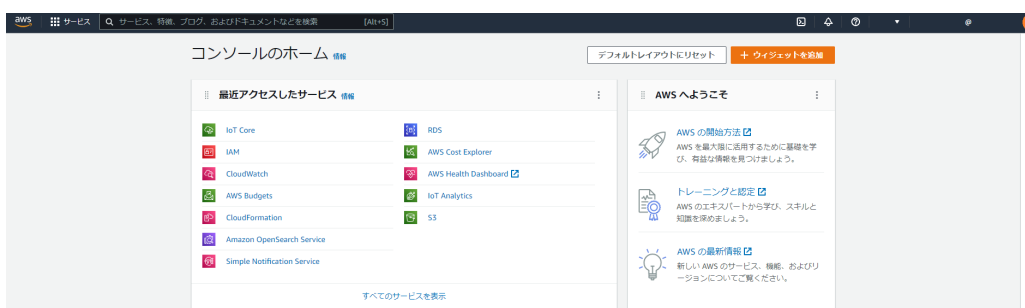 aws
サービス
サービス、特徴、ブログ、およびドキュメントなどを検索
[Alt+S]
@
コンソールのホーム 情報
デフォルトレイアウトにリセット
+ ウィジェットを追加
最近アクセスしたサービス 情報
IoT Core
IAM
CloudWatch
AWS Budgets
CloudFormation
Amazon OpenSearch Service
Simple Notification Service
RDS
AWS Cost Explorer
AWS Health Dashboard
IoT Analytics
S3
すべてのサービスを表示
AWS へようこそ
AWS の開始方法
AWS を最大限に活用するために基礎を学
び、有益な情報を見つけましょう。
トレーニングと認定
AWS のエキスパートから学び、スキルと
知識を深めましょう。
AWS の最新情報
新しい AWS のサービス、機能、およびリ
ージョンについてご覧ください。